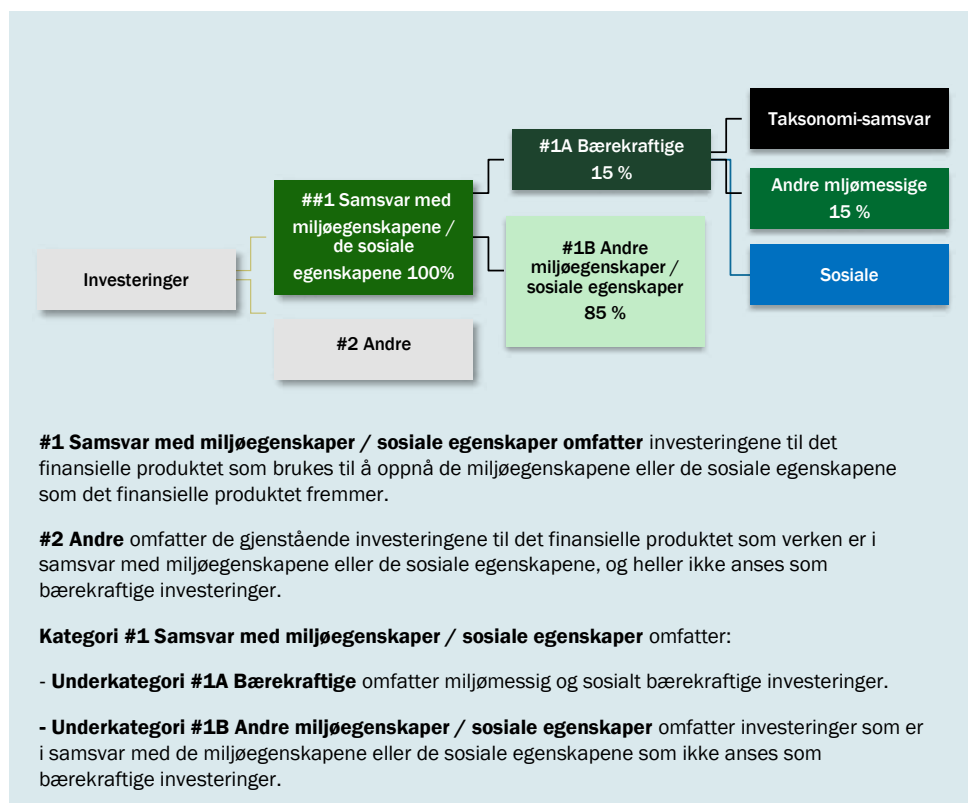 Investeringer
##1 Samsvar med
miljøegenskapene /
de sosiale
egenskapene 100%
#2 Andre
#1A Bærekraftige
15 %
#1B Andre
miljøegenskaper /
sosiale egenskaper
85 %
Taksonomi-samsvar
Andre mljømessige
15 %
Sosiale
#1 Samsvar med miljøegenskaper / sosiale egenskaper omfatter investeringene til det
finansielle produktet som brukes til å oppnå de miljøegenskapene eller de sosiale egenskapene
som det finansielle produktet fremmer.
#2 Andre omfatter de gjenstående investeringene til det finansielle produktet som verken er i
samsvar med miljøegenskapene eller de sosiale egenskapene, og heller ikke anses som
bærekraftige investeringer.
Kategori #1 Samsvar med miljøegenskaper / sosiale egenskaper omfatter:
- Underkategori #1A Bærekraftige omfatter miljømessig og sosialt bærekraftige investeringer.
- Underkategori #1B Andre miljøegenskaper / sosiale egenskaper omfatter investeringer som er
i samsvar med de miljøegenskapene eller de sosiale egenskapene som ikke anses som
bærekraftige investeringer.